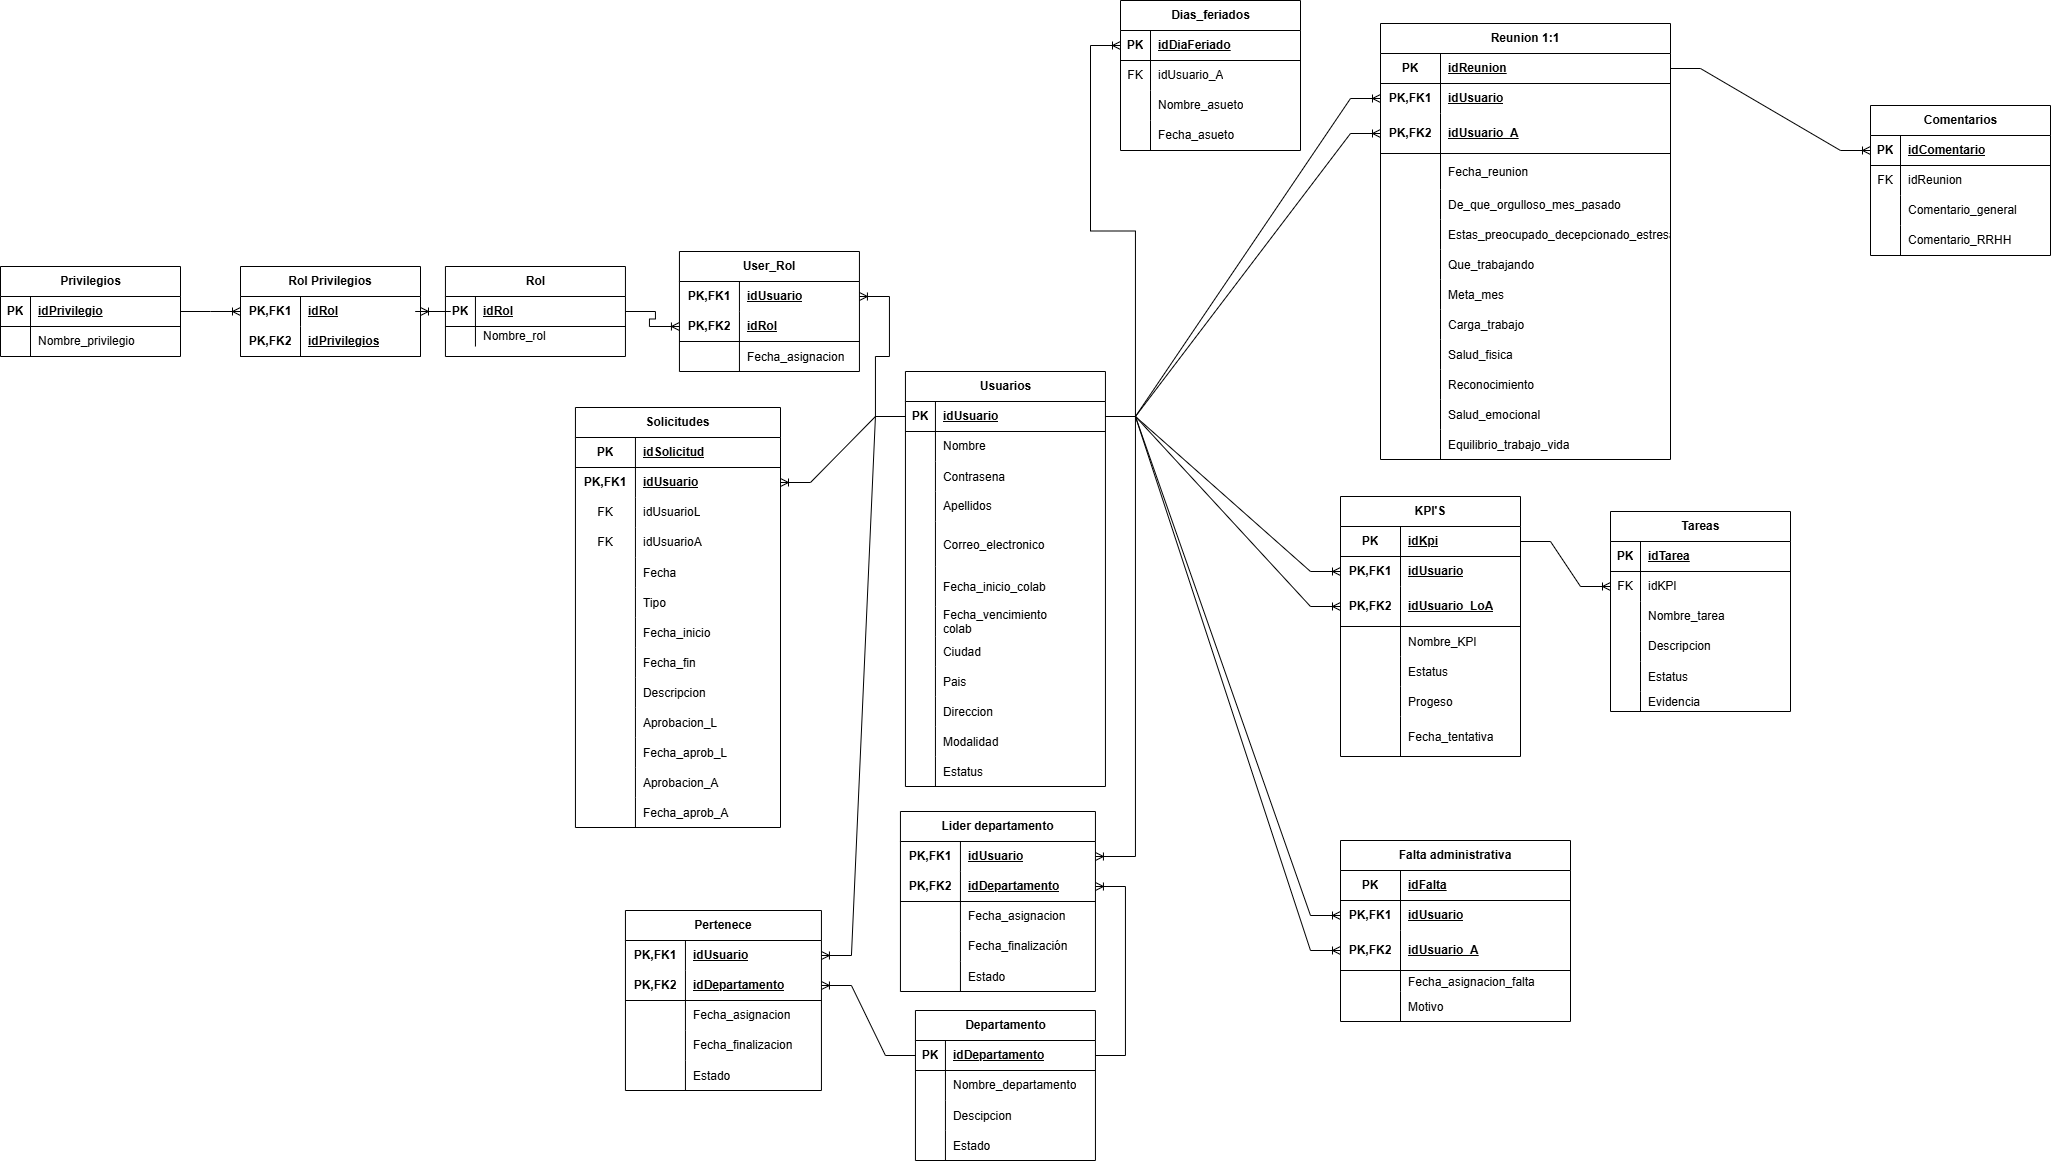 Dias_feriados
PK idDiaFeriado
FK idUsuario_A
Nombre_asueto
Fecha_asueto
Reunion 1:1
PK idReunion
PK,FK1 idUsuario
PK,FK2 idUsuario_A
Fecha_reunion
De_que_orgulloso_mes_pasado
Estas_preocupado_decepcionado_estres
Que_trabajando
Meta_mes
Carga_trabajo
Salud_fisica
Reconocimiento
Salud_emocional
Equilibrio_trabajo_vida
Comentarios
PK idComentario
FK idReunion
Comentario_general
Comentario_RRHH
Privilegios
PK idPrivilegio
Nombre_privilegio
Rol Privilegios
PK,FK1 idRol
PK,FK2 idPrivilegios
Rol
PK idRol
Nombre_rol
User_Rol
PK,FK1 idUsuario
PK,FK2 idRol
Fecha_asignacion
Solicitudes
PK idSolicitud
PK,FK1 idUsuario
FK idUsuarioL
FK idUsuarioA
Fecha
Tipo
Fecha_inicio
Fecha_fin
Descripcion
Aprobacion_L
Fecha_aprob_L
Aprobacion_A
Fecha_aprob_A
Usuarios
PK idUsuario
Nombre
Contrasena
Apellidos
Correo_electronico
Fecha_inicio_colab
Fecha_vencimiento
colab
Ciudad
Pais
Direccion
Modalidad
Estatus
KPI'S
PK idKpi
PK,FK1 idUsuario
PK,FK2 idUsuario_LoA
Nombre_KPI
Estatus
Progeso
Fecha_tentativa
Tareas
PK idTarea
FK idKPI
Nombre_tarea
Descripcion
Estatus
Evidencia
Lider departamento
PK,FK1 idUsuario
PK,FK2 idDepartamento
Fecha_asignacion
Fecha_finalización
Estado
Falta administrativa
PK idFalta
PK,FK1 idUsuario
PK,FK2 idUsuario_A
Fecha_asignacion_falta
Motivo
Pertenece
PK,FK1 idUsuario
PK,FK2 idDepartamento
Fecha_asignacion
Fecha_finalizacion
Estado
Departamento
PK idDepartamento
Nombre_departamento
Descipcion
Estado